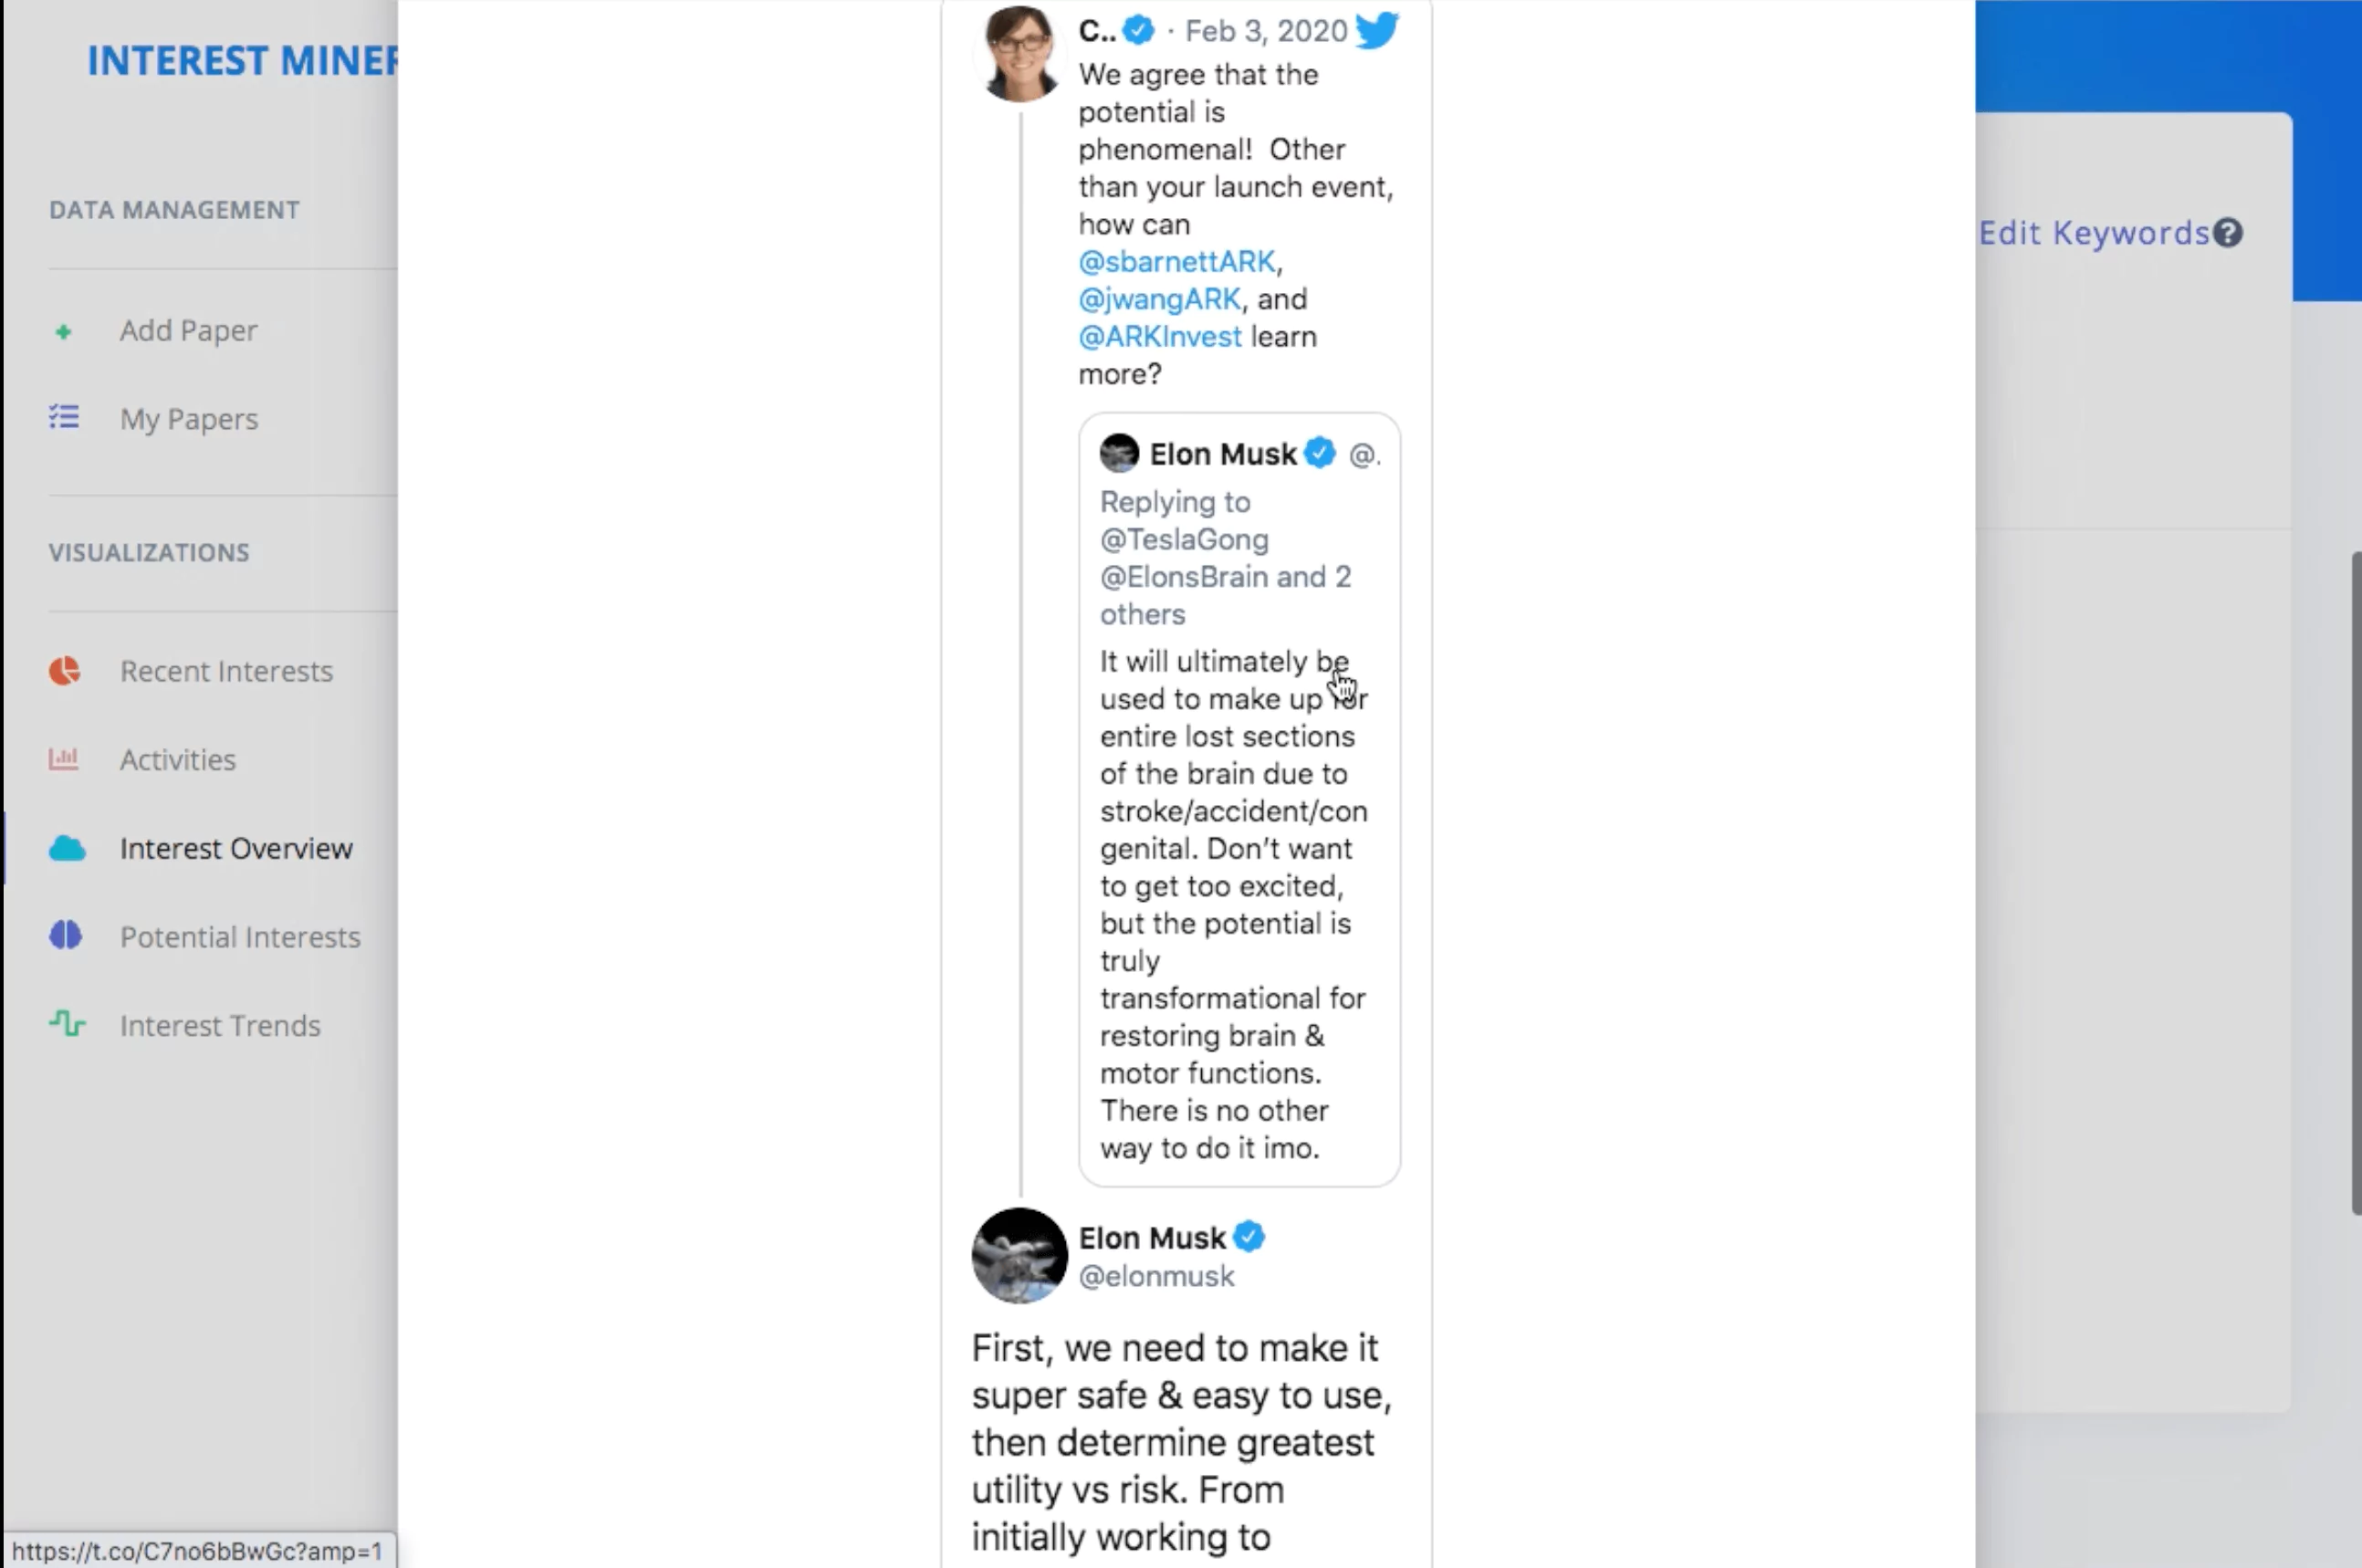 INTEREST MINER
DATA MANAGEMENT
Add Paper
My Papers
VISUALIZATIONS
Recent Interests
Activities
Interest Overview
Potential Interests
Interest Trends
https://t.co/C7no6bBwGc?amp=1
C.. · Feb 3, 2020
We agree that the
potential is
phenomenal! Other
than your launch event,
how can
@sbarnettARK,
@jwangARK, and
@ARKInvest learn
more?
Elon Musk @.
Replying to
@TeslaGong
@ElonsBrain and 2
others
It will ultimately be
used to make up for
entire lost sections
of the brain due to
stroke/accident/con
genital. Don’t want
to get too excited,
but the potential is
truly
transformational for
restoring brain &
motor functions.
There is no other
way to do it imo.
Elon Musk
@elonmusk
First, we need to make it
super safe & easy to use,
then determine greatest
utility vs risk. From
initially working to
Edit Keywords?